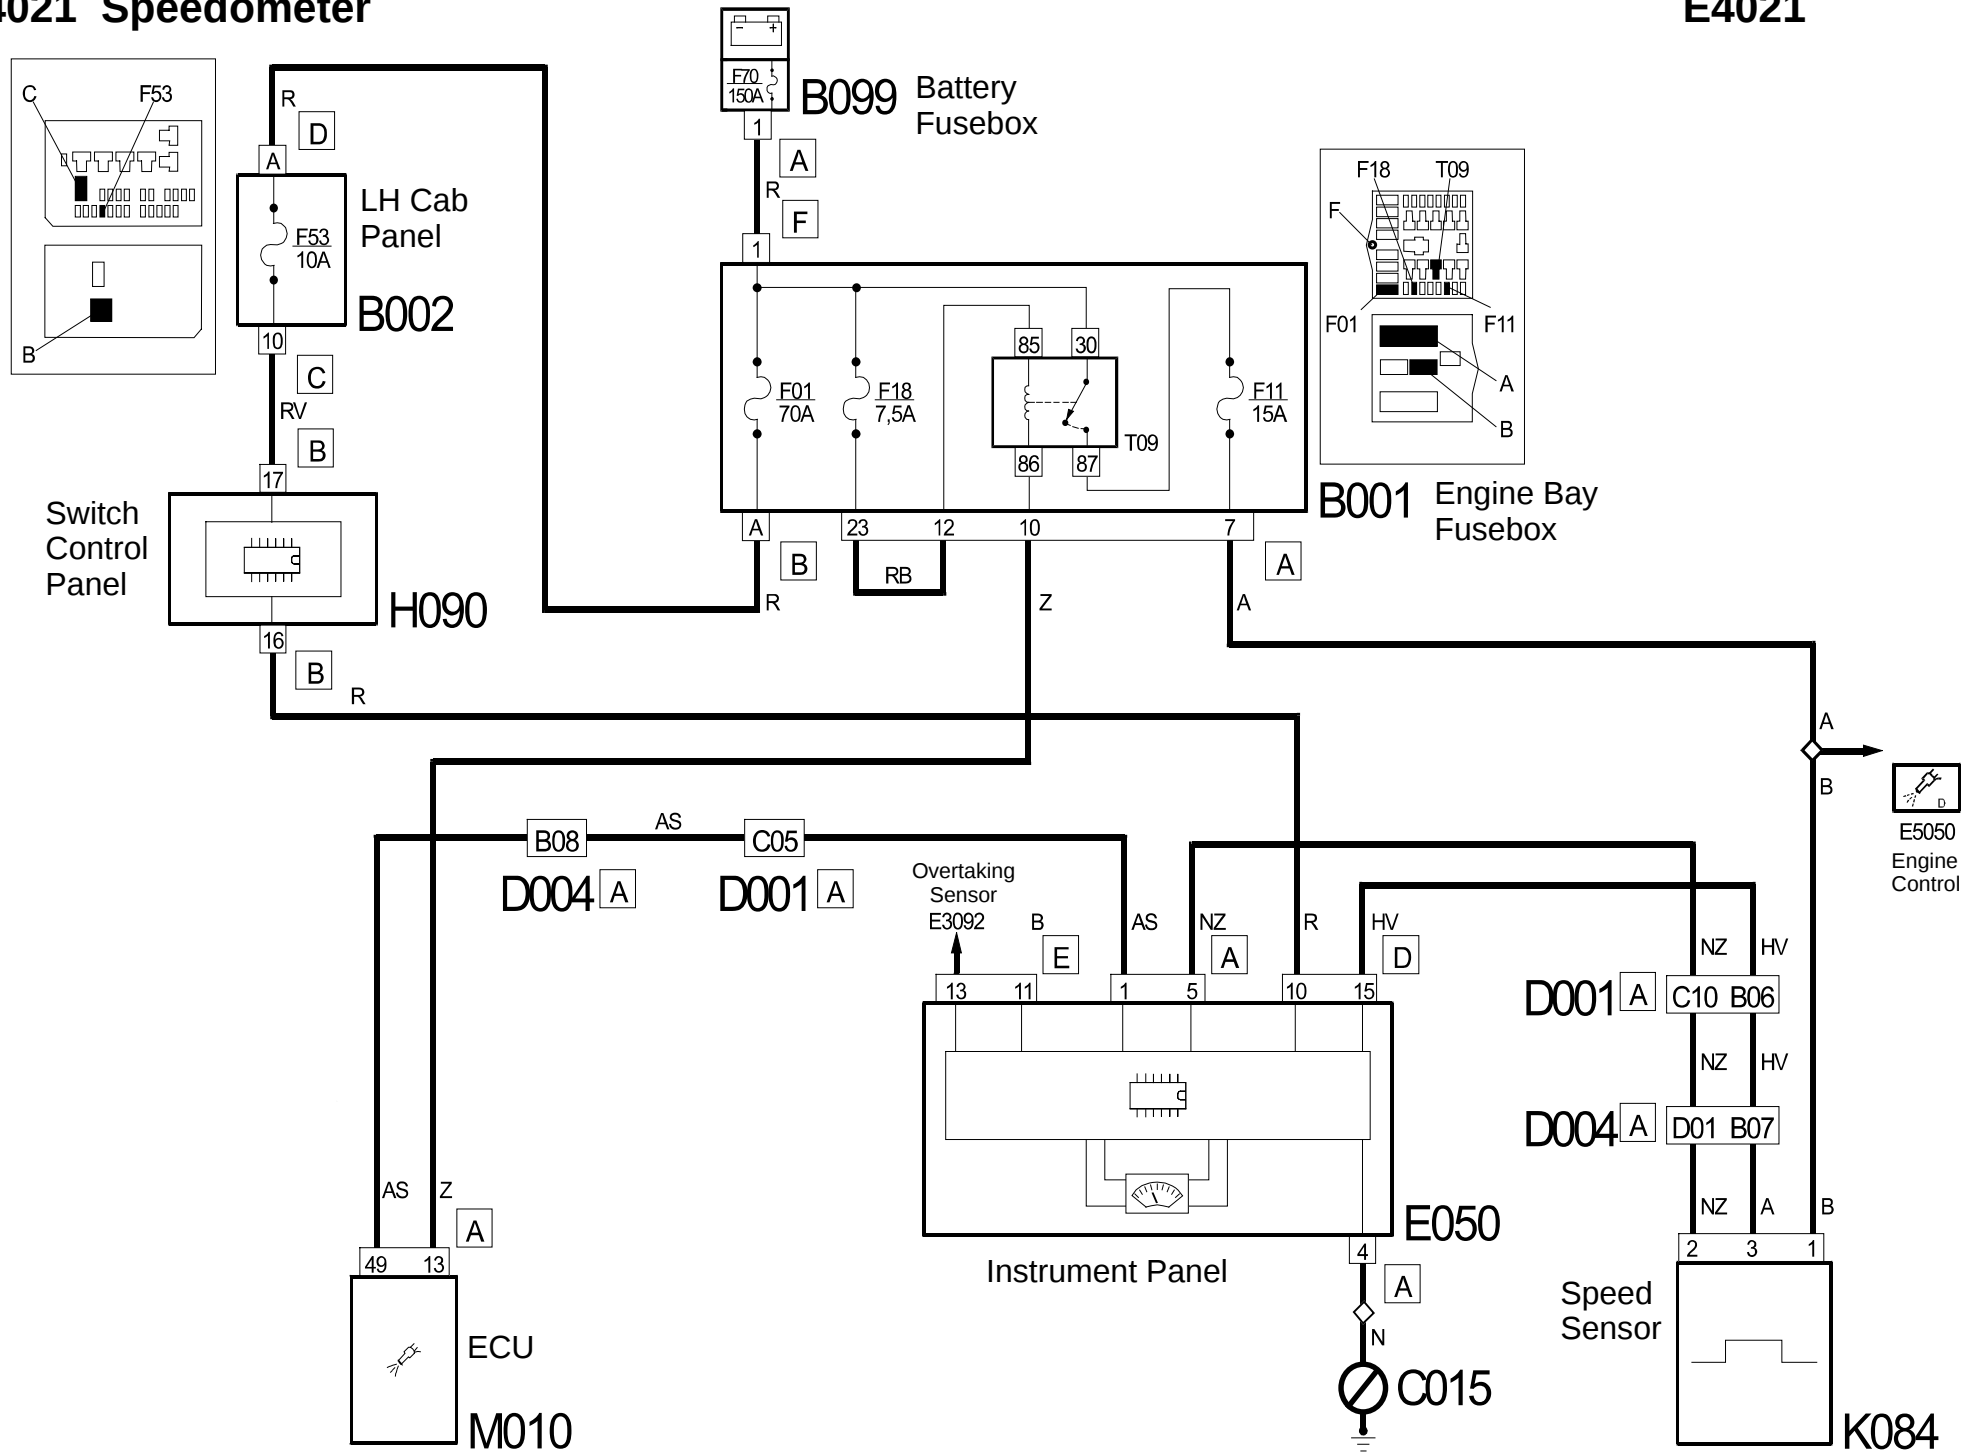 4021 Speedometer
E4021
C
F53
B
R
D
A
F53
10A
LH Cab
Panel
B002
10
C
RV
B
17
Switch
Control
Panel
H090
16
B
R
- +
F70
150A
B099
Battery
Fusebox
1
A
R
F
1
F01
70A
F18
7,5A
85
30
86
87
T09
F11
15A
B001
Engine Bay
Fusebox
F18
T09
F
F01
F11
A
B
A
23
12
10
7
B
RB
A
R
Z
A
A
B
D
E5050
Engine
Control
B08
AS
C05
D004
A
D001
A
Overtaking
Sensor
E3092
B
E
AS
NZ
A
R
HV
D
13
11
1
5
10
15
E050
Instrument Panel
4
A
N
C015
NZ
HV
D001
A
C10 B06
NZ
HV
D004
A
D01 B07
NZ
A
B
2
3
1
Speed
Sensor
K084
AS
Z
A
49
13
ECU
M010